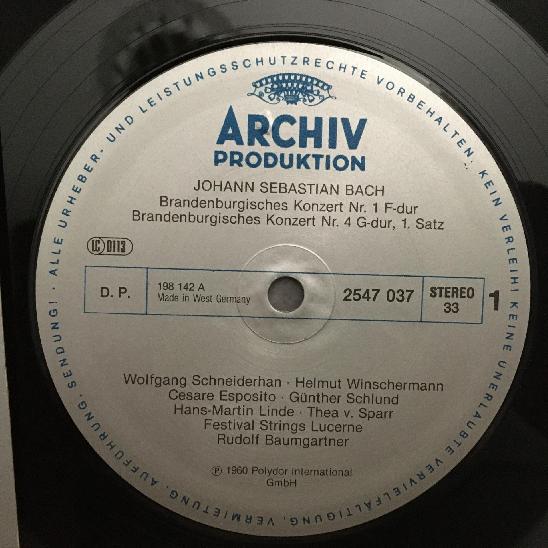 ALLE URHEBER- UND LEISTUNGSSCHUTZRECHTE VORBEHALTEN. KEIN VERLEIH! KEINE UNERLAUBTE VERVIELFÄLTIGUNG, VERMIETUNG, AUFFÜHRUNG, SENDUNG!
ARCHIV
PRODUKTION
JOHANN SEBASTIAN BACH
Brandenburgisches Konzert Nr. 1 F-dur
Brandenburgisches Konzert Nr. 4 G-dur, 1. Satz
LC 0113
D. P.
198 142 A
Made in West Germany
2547 037
STEREO
33
1
Wolfgang Schneiderhan · Helmut Winschermann
Cesare Esposito · Günther Schlund
Hans-Martin Linde · Thea v. Sparr
Festival Strings Lucerne
Rudolf Baumgartner
℗ 1960 Polydor International
GmbH